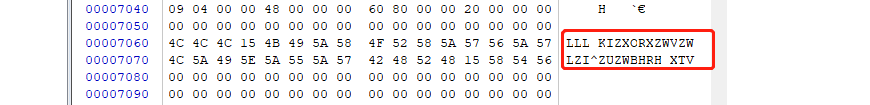 00007040 09 04 00 00 48 00 00 00 60 80 00 00 20 00 00 00 H `€
00007050 00 00 00 00 00 00 00 00 00 00 00 00 00 00 00 00
00007060 4C 4C 4C 15 4B 49 5A 58 4F 52 58 5A 57 56 5A 57 LLL KIZXORXZWVZW
00007070 4C 5A 49 5E 5A 55 5A 57 42 48 52 48 15 58 54 56 LZI^ZUZWBHRH XTV
00007080 00 00 00 00 00 00 00 00 00 00 00 00 00 00 00 00
00007090 00 00 00 00 00 00 00 00 00 00 00 00 00 00 00 00